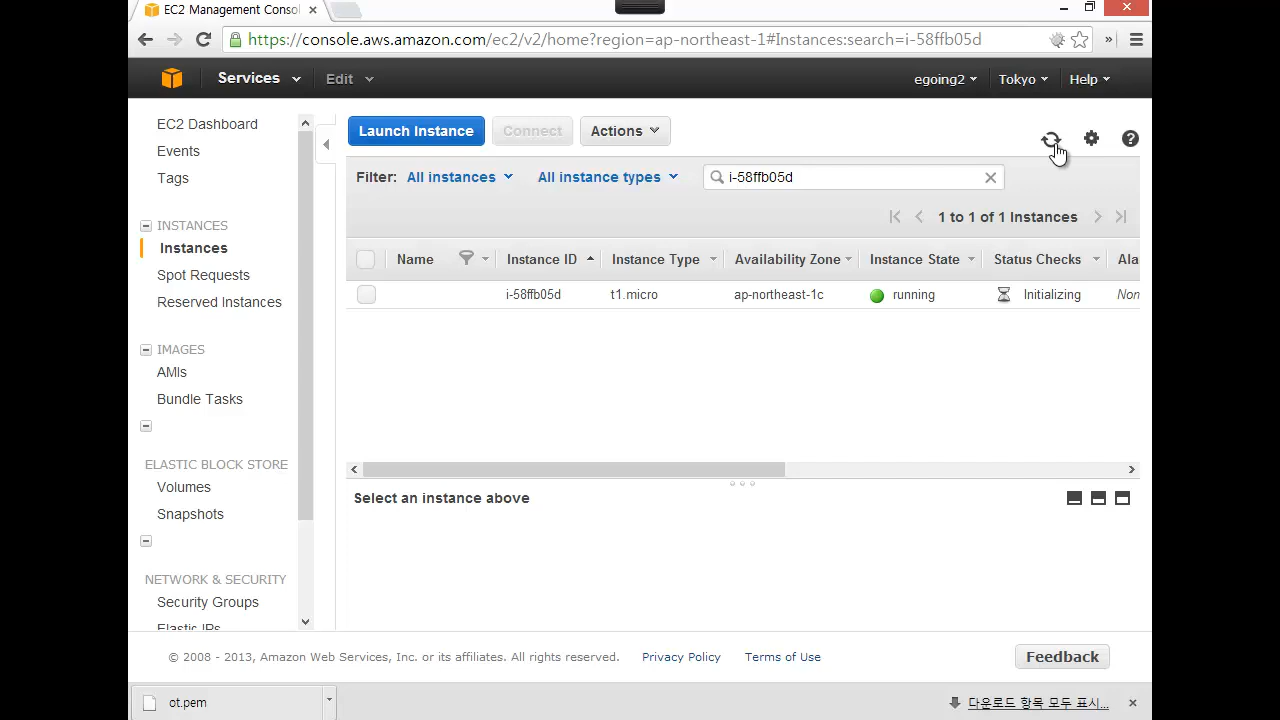 EC2 Management Consol
https://console.aws.amazon.com/ec2/v2/home?region=ap-northeast-1#Instances:search=i-58ffb05d
Services Edit egoing2 Tokyo Help
EC2 Dashboard
Events
Tags
INSTANCES
Instances
Spot Requests
Reserved Instances
IMAGES
AMIs
Bundle Tasks
ELASTIC BLOCK STORE
Volumes
Snapshots
NETWORK & SECURITY
Security Groups
Elastic IPs
Launch Instance Connect Actions
Filter: All instances All instance types i-58ffb05d
1 to 1 of 1 Instances
Name Instance ID Instance Type Availability Zone Instance State Status Checks Ala
i-58ffb05d t1.micro ap-northeast-1c running Initializing Non
Select an instance above
© 2008 - 2013, Amazon Web Services, Inc. or its affiliates. All rights reserved. Privacy Policy Terms of Use Feedback
ot.pem 다운로드 항목 모두 표시...